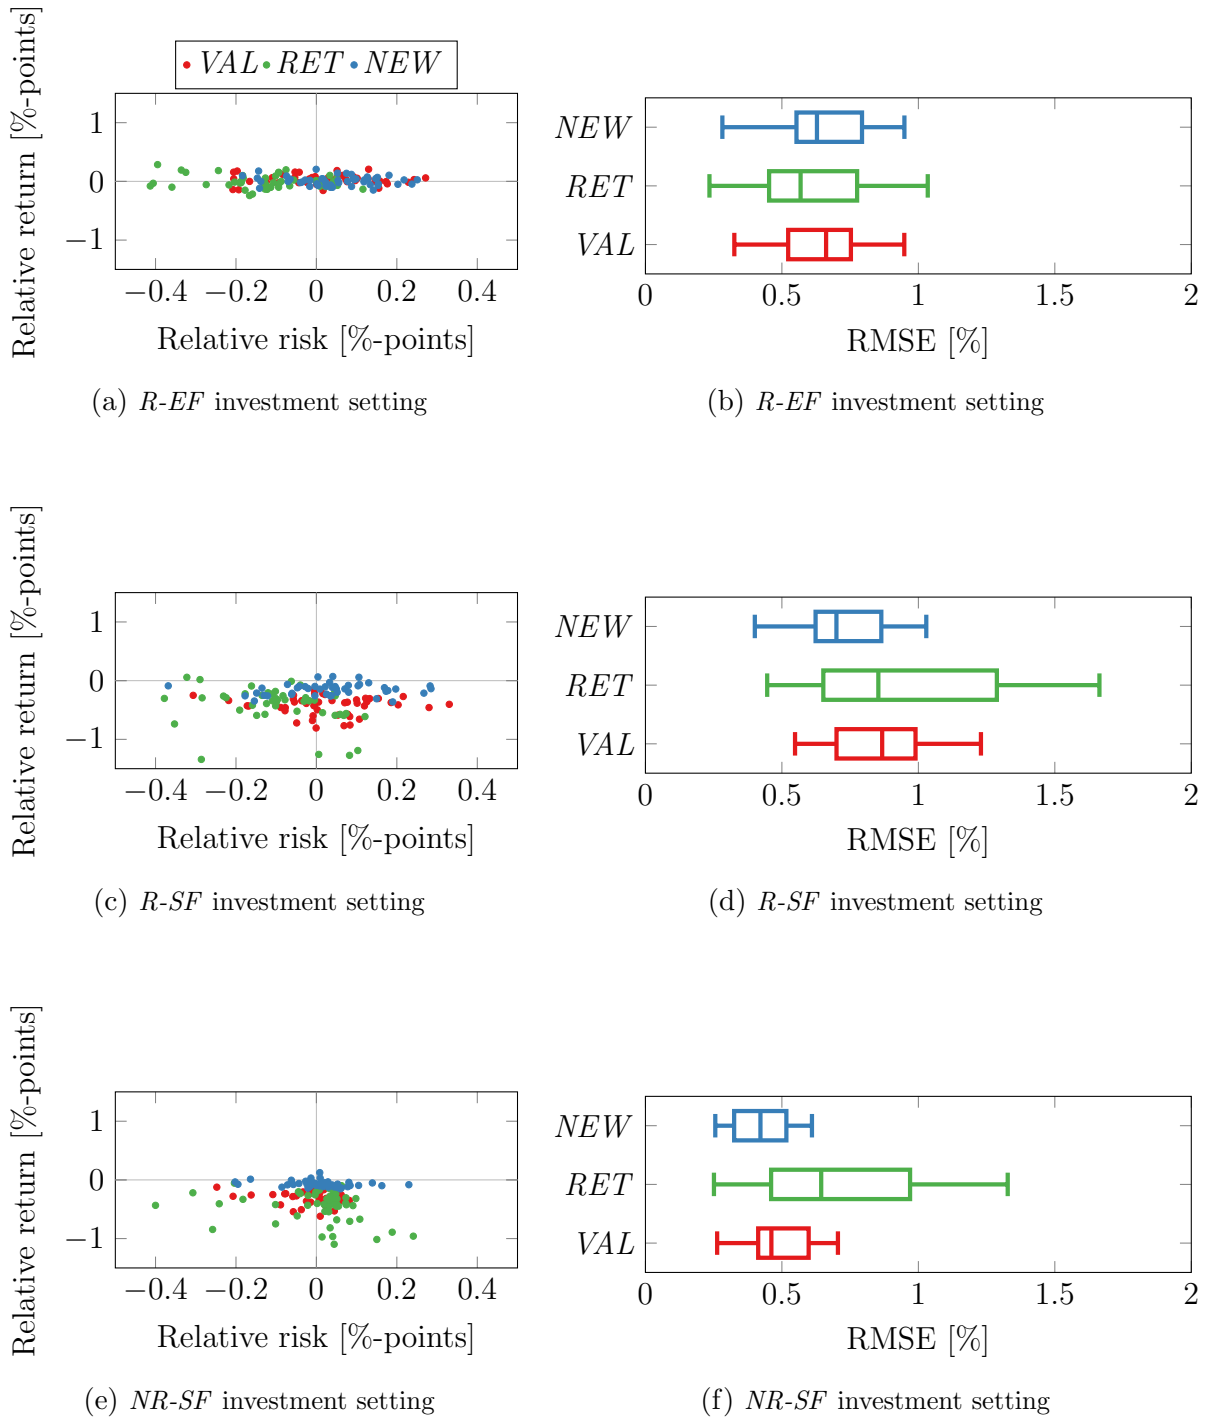 VAL RET NEW
Relative return [%-points]
1
0
−1
−0.4 −0.2 0 0.2 0.4
Relative risk [%-points]
(a) R-EF investment setting
NEW
RET
VAL
0 0.5 1 1.5 2
RMSE [%]
(b) R-EF investment setting
Relative return [%-points]
1
0
−1
−0.4 −0.2 0 0.2 0.4
Relative risk [%-points]
(c) R-SF investment setting
NEW
RET
VAL
0 0.5 1 1.5 2
RMSE [%]
(d) R-SF investment setting
Relative return [%-points]
1
0
−1
−0.4 −0.2 0 0.2 0.4
Relative risk [%-points]
(e) NR-SF investment setting
NEW
RET
VAL
0 0.5 1 1.5 2
RMSE [%]
(f) NR-SF investment setting